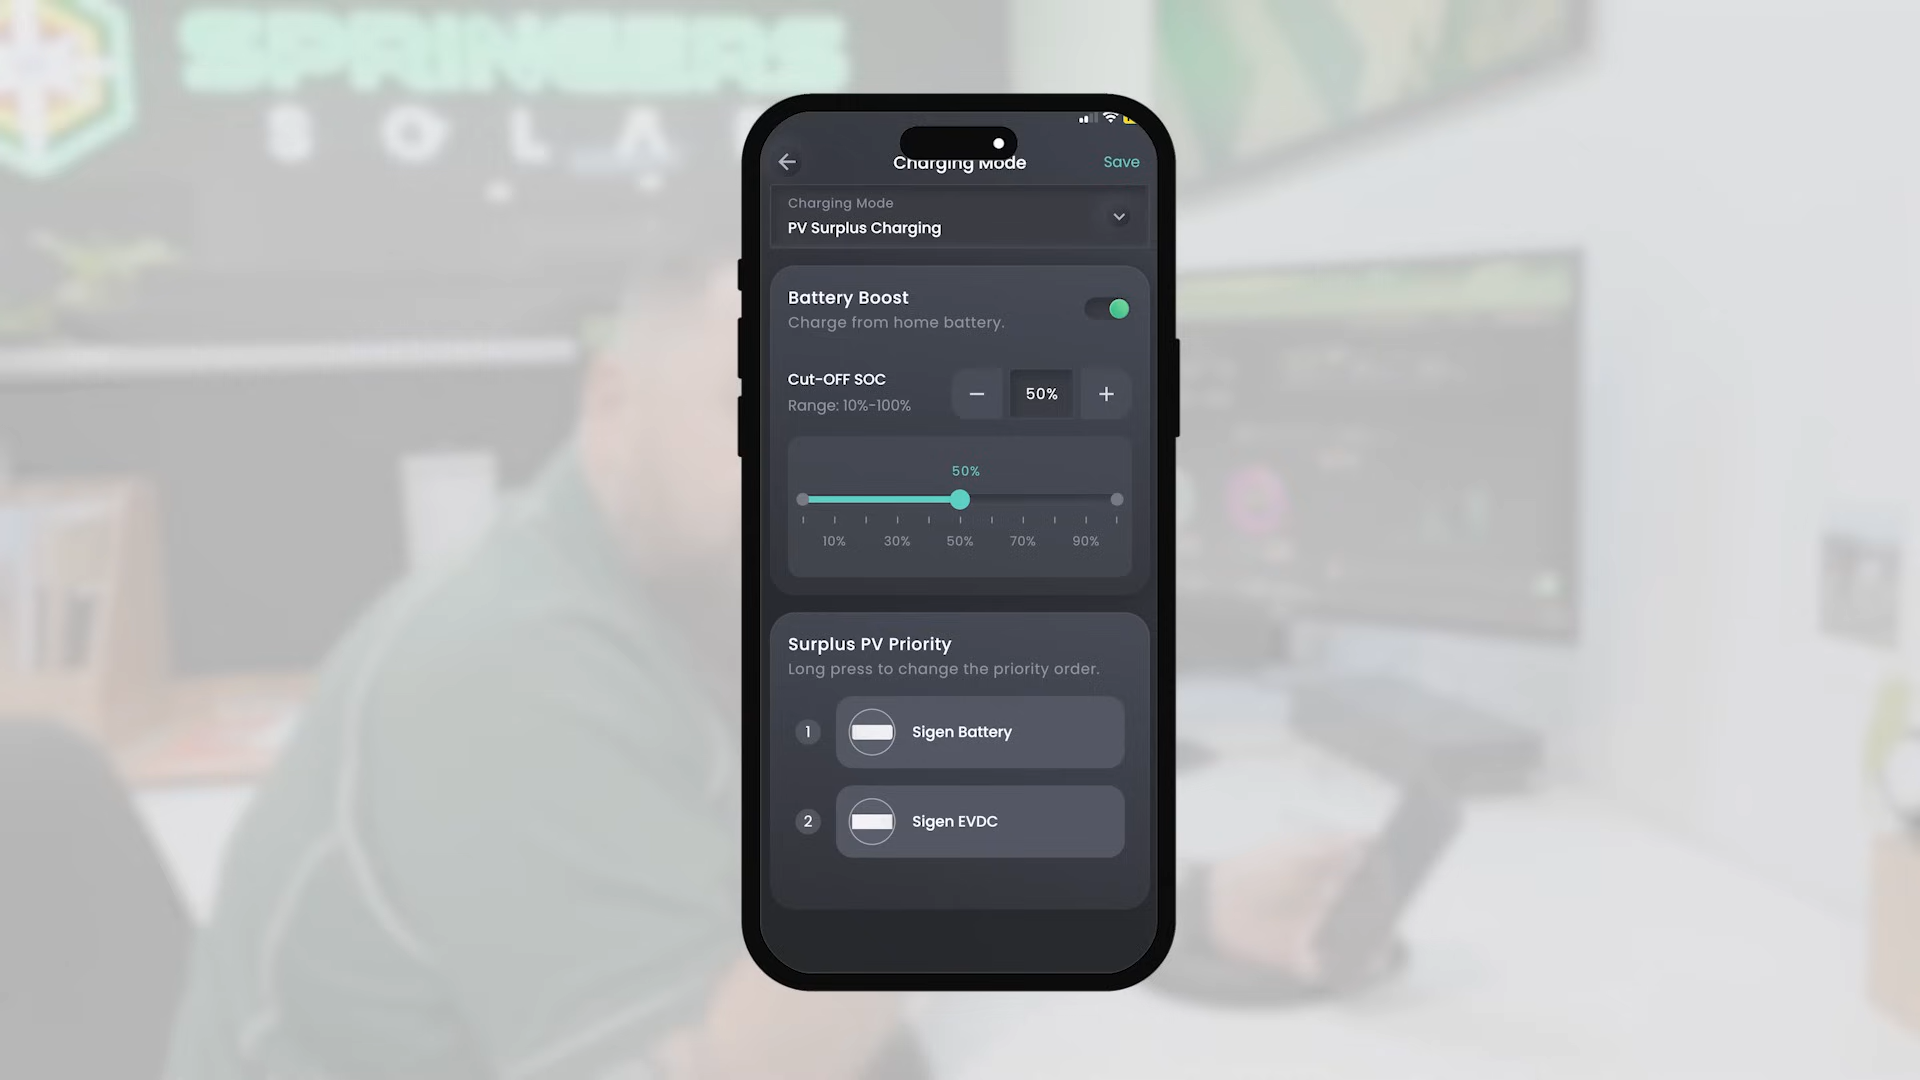 SPRINGERS
SOLA
Charging Mode
Save
Charging Mode
PV Surplus Charging
Battery Boost
Charge from home battery.
Cut-OFF SOC
Range: 10%-100%
50%
50%
10% 30% 50% 70% 90%
Surplus PV Priority
Long press to change the priority order.
1 Sigen Battery
2 Sigen EVDC